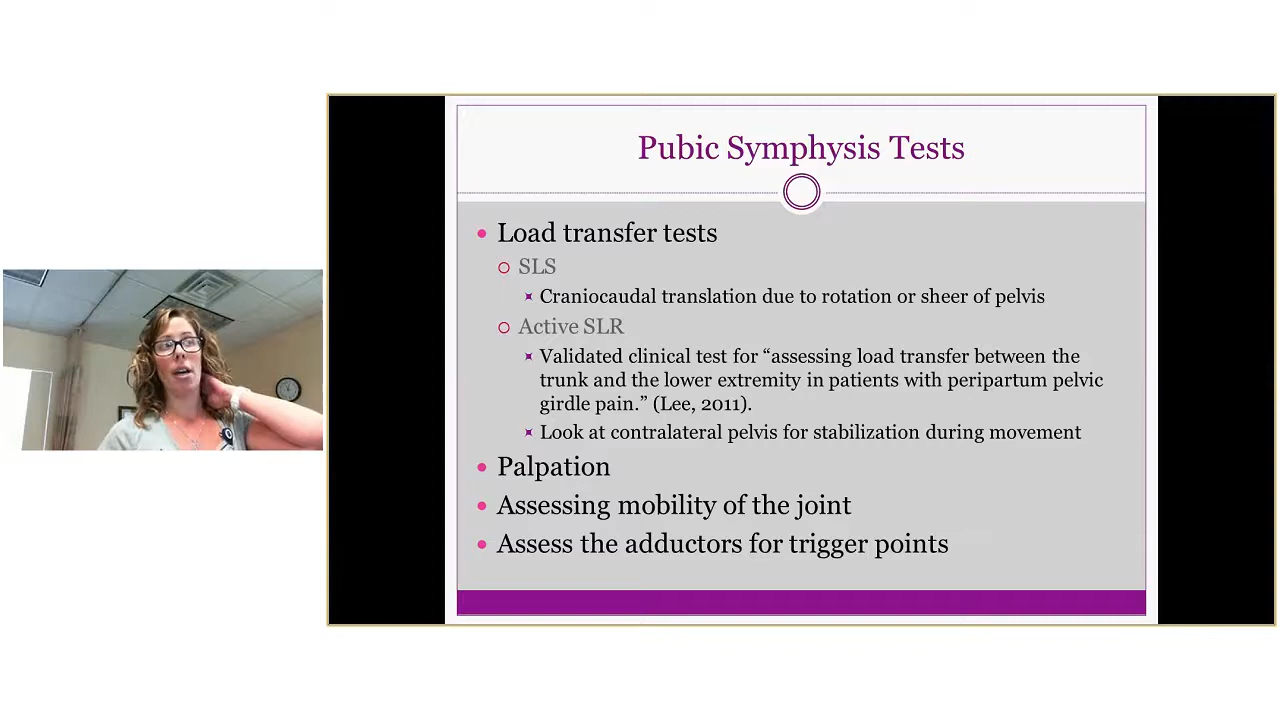 Pubic Symphysis Tests
Load transfer tests
SLS
Craniocaudal translation due to rotation or sheer of pelvis
Active SLR
Validated clinical test for “assessing load transfer between the
trunk and the lower extremity in patients with peripartum pelvic
girdle pain.” (Lee, 2011).
Look at contralateral pelvis for stabilization during movement
Palpation
Assessing mobility of the joint
Assess the adductors for trigger points